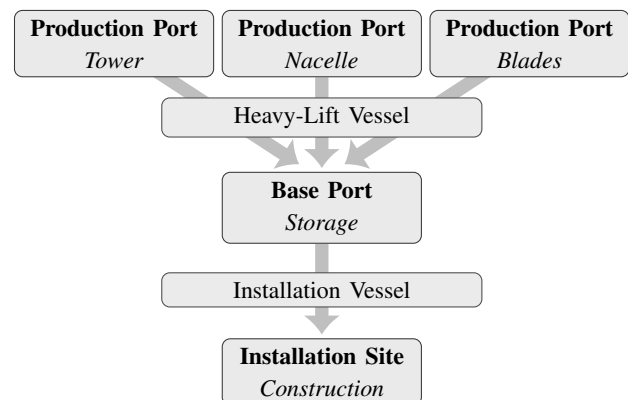 Production Port
Tower
Production Port
Nacelle
Production Port
Blades
Heavy-Lift Vessel
Base Port
Storage
Installation Vessel
Installation Site
Construction